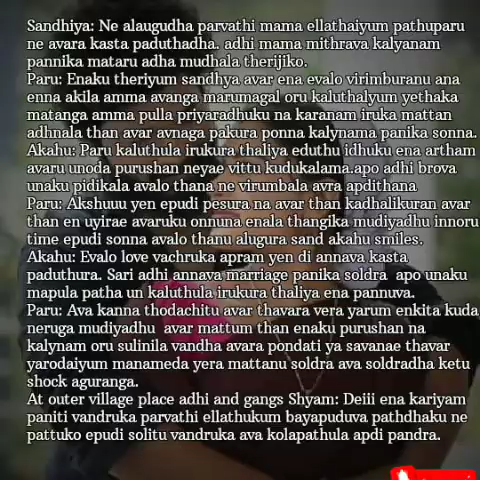 Sandhiya: Ne alaugudha parvathi mama ellathaiyum pathuparu
ne avara kasta paduthadha. adhi mama mithrava kalyanam
pannika mataru adha mudhala therijiko.
Paru: Enaku theriyum sandhya avar ena evalo virimburanu ana
enna akila amma avanga marumagal oru kaluthalyum yethaka
matanga amma pulla priyaradhuku na karanam iruka mattan
adhnala than avar avnaga pakura ponna kalynama panika sonna.
Akahu: Paru kaluthula irukura thaliya eduthu idhuku ena artham
avaru unoda purushan neyae vittu kudukalama.apo adhi brova
unaku pidikala avalo thana ne virumbala avra apdithana
Paru: Akshuuu yen epudi pesura na avar than kadhalikuran avar
than en uyirae avaruku onnuna enala thangika mudiyadhu innoru
time epudi sonna avalo thanu alugura sand akahu smiles.
Akahu: Evalo love vachruka apram yen di annava kasta
paduthura. Sari adhi annava marriage panika soldra  apo unaku
mapula patha un kaluthula irukura thaliya ena pannuva.
Paru: Ava kanna thodachitu avar thavara vera yarum enkita kuda
neruga mudiyadhu  avar mattum than enaku purushan na
kalynam oru sulinila vandha avara pondati ya savanae thavar
yarodaiyum manameda yera mattanu soldra ava soldradha ketu
shock aguranga.
At outer village place adhi and gangs Shyam: Deiii ena kariyam
paniti vandruka parvathi ellathukum bayapuduva pathdhaku ne
pattuko epudi solitu vandruka ava kolapathula apdi pandra.